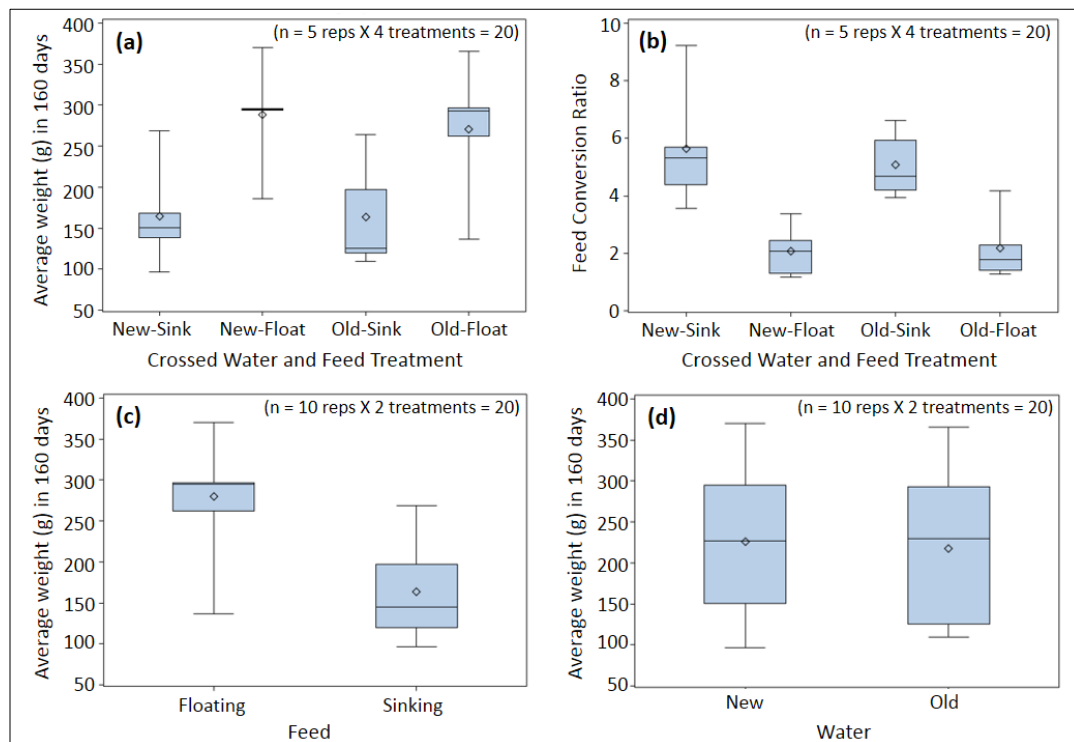 (a)
(n = 5 reps X 4 treatments = 20)
Average weight (g) in 160 days
400
350
300
250
200
150
100
50
New-Sink New-Float Old-Sink Old-Float
Crossed Water and Feed Treatment
(b)
(n = 5 reps X 4 treatments = 20)
Feed Conversion Ratio
10
8
6
4
2
0
New-Sink New-Float Old-Sink Old-Float
Crossed Water and Feed Treatment
(c)
(n = 10 reps X 2 treatments = 20)
Average weight (g) in 160 days
400
350
300
250
200
150
100
50
Floating Sinking
Feed
(d)
(n = 10 reps X 2 treatments = 20)
Average weight (g) in 160 days
400
350
300
250
200
150
100
50
New Old
Water